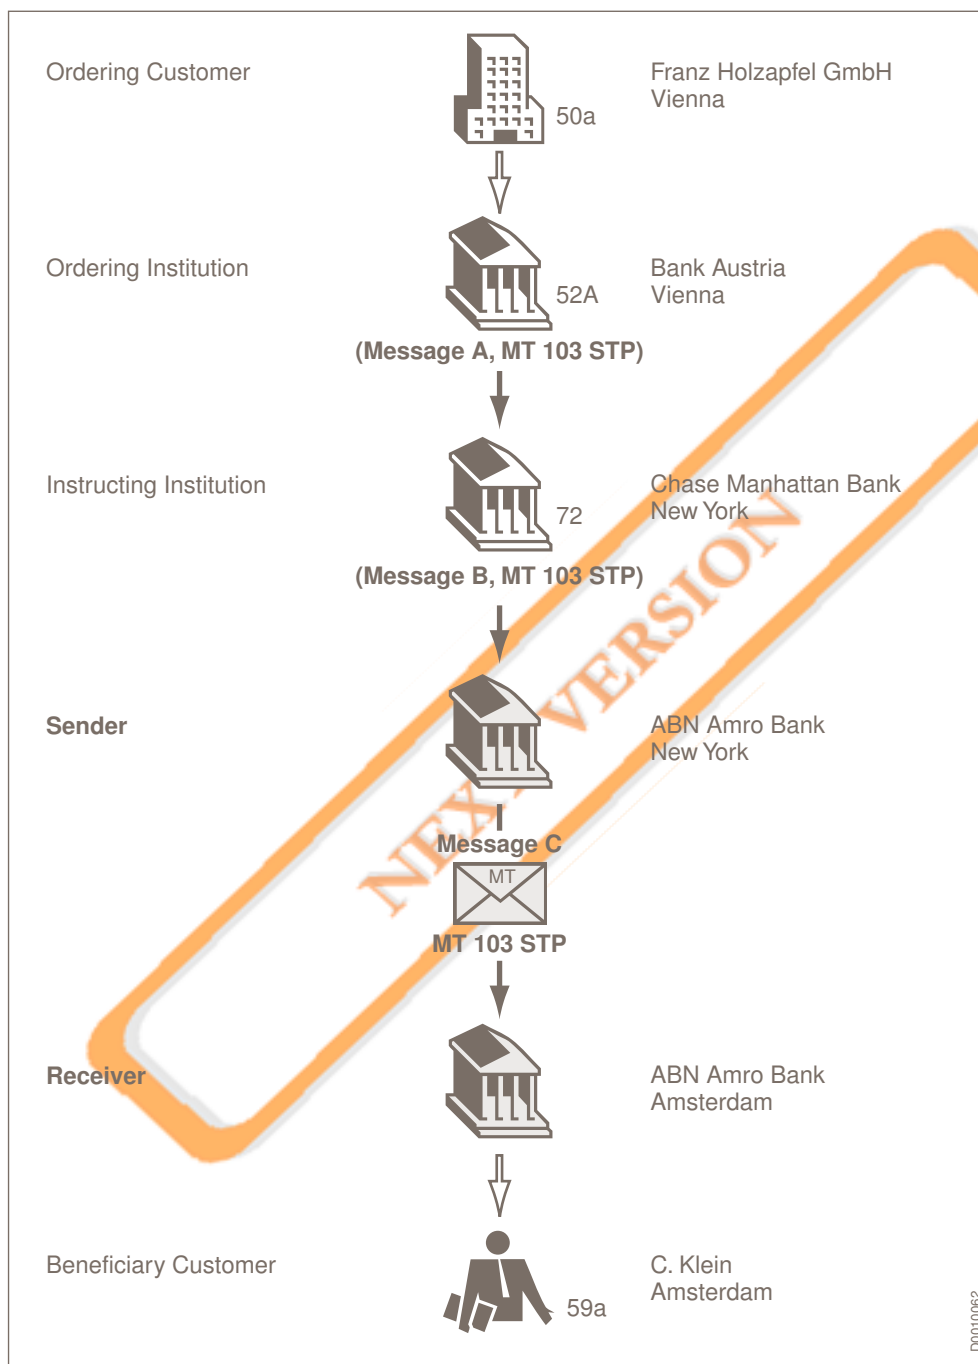 Ordering Customer
50a
Franz Holzapfel GmbH
Vienna
Ordering Institution
52A
Bank Austria
Vienna
(Message A, MT 103 STP)
Instructing Institution
72
Chase Manhattan Bank
New York
(Message B, MT 103 STP)
Sender
ABN Amro Bank
New York
Message C
MT
MT 103 STP
Receiver
ABN Amro Bank
Amsterdam
Beneficiary Customer
59a
C. Klein
Amsterdam
D0010062
NEXT VERSION